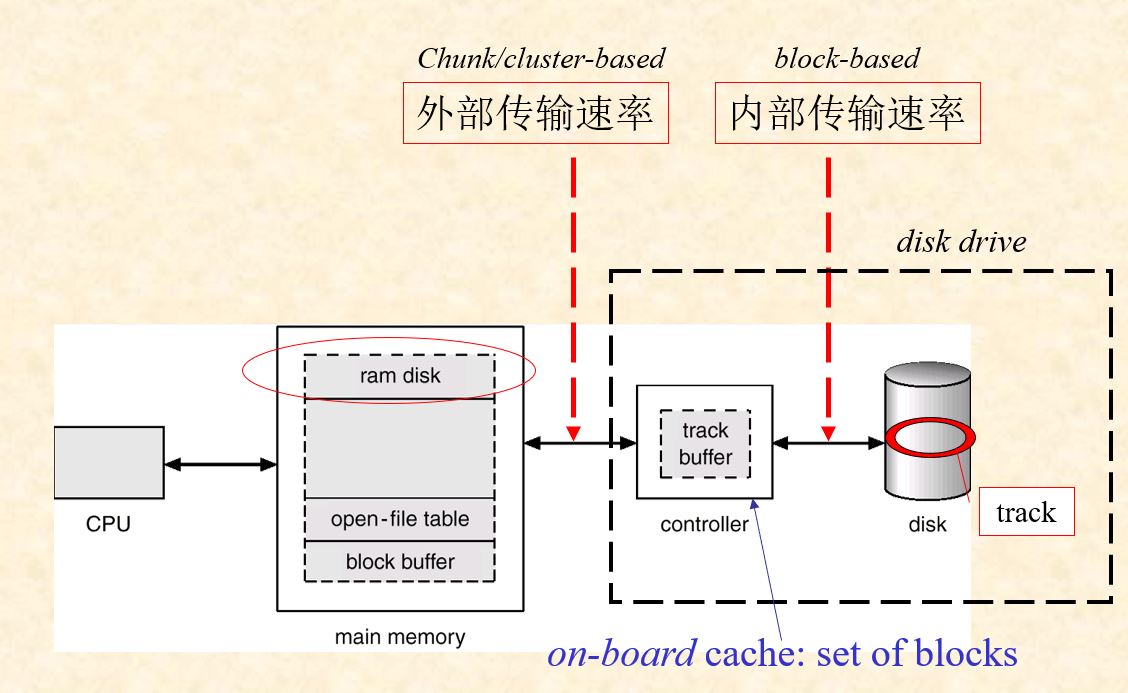 Chunk/cluster-based
block-based
外部传输速率
内部传输速率
disk drive
ram disk
track
buffer
open-file table
block buffer
CPU
controller
disk
track
main memory
on-board cache: set of blocks